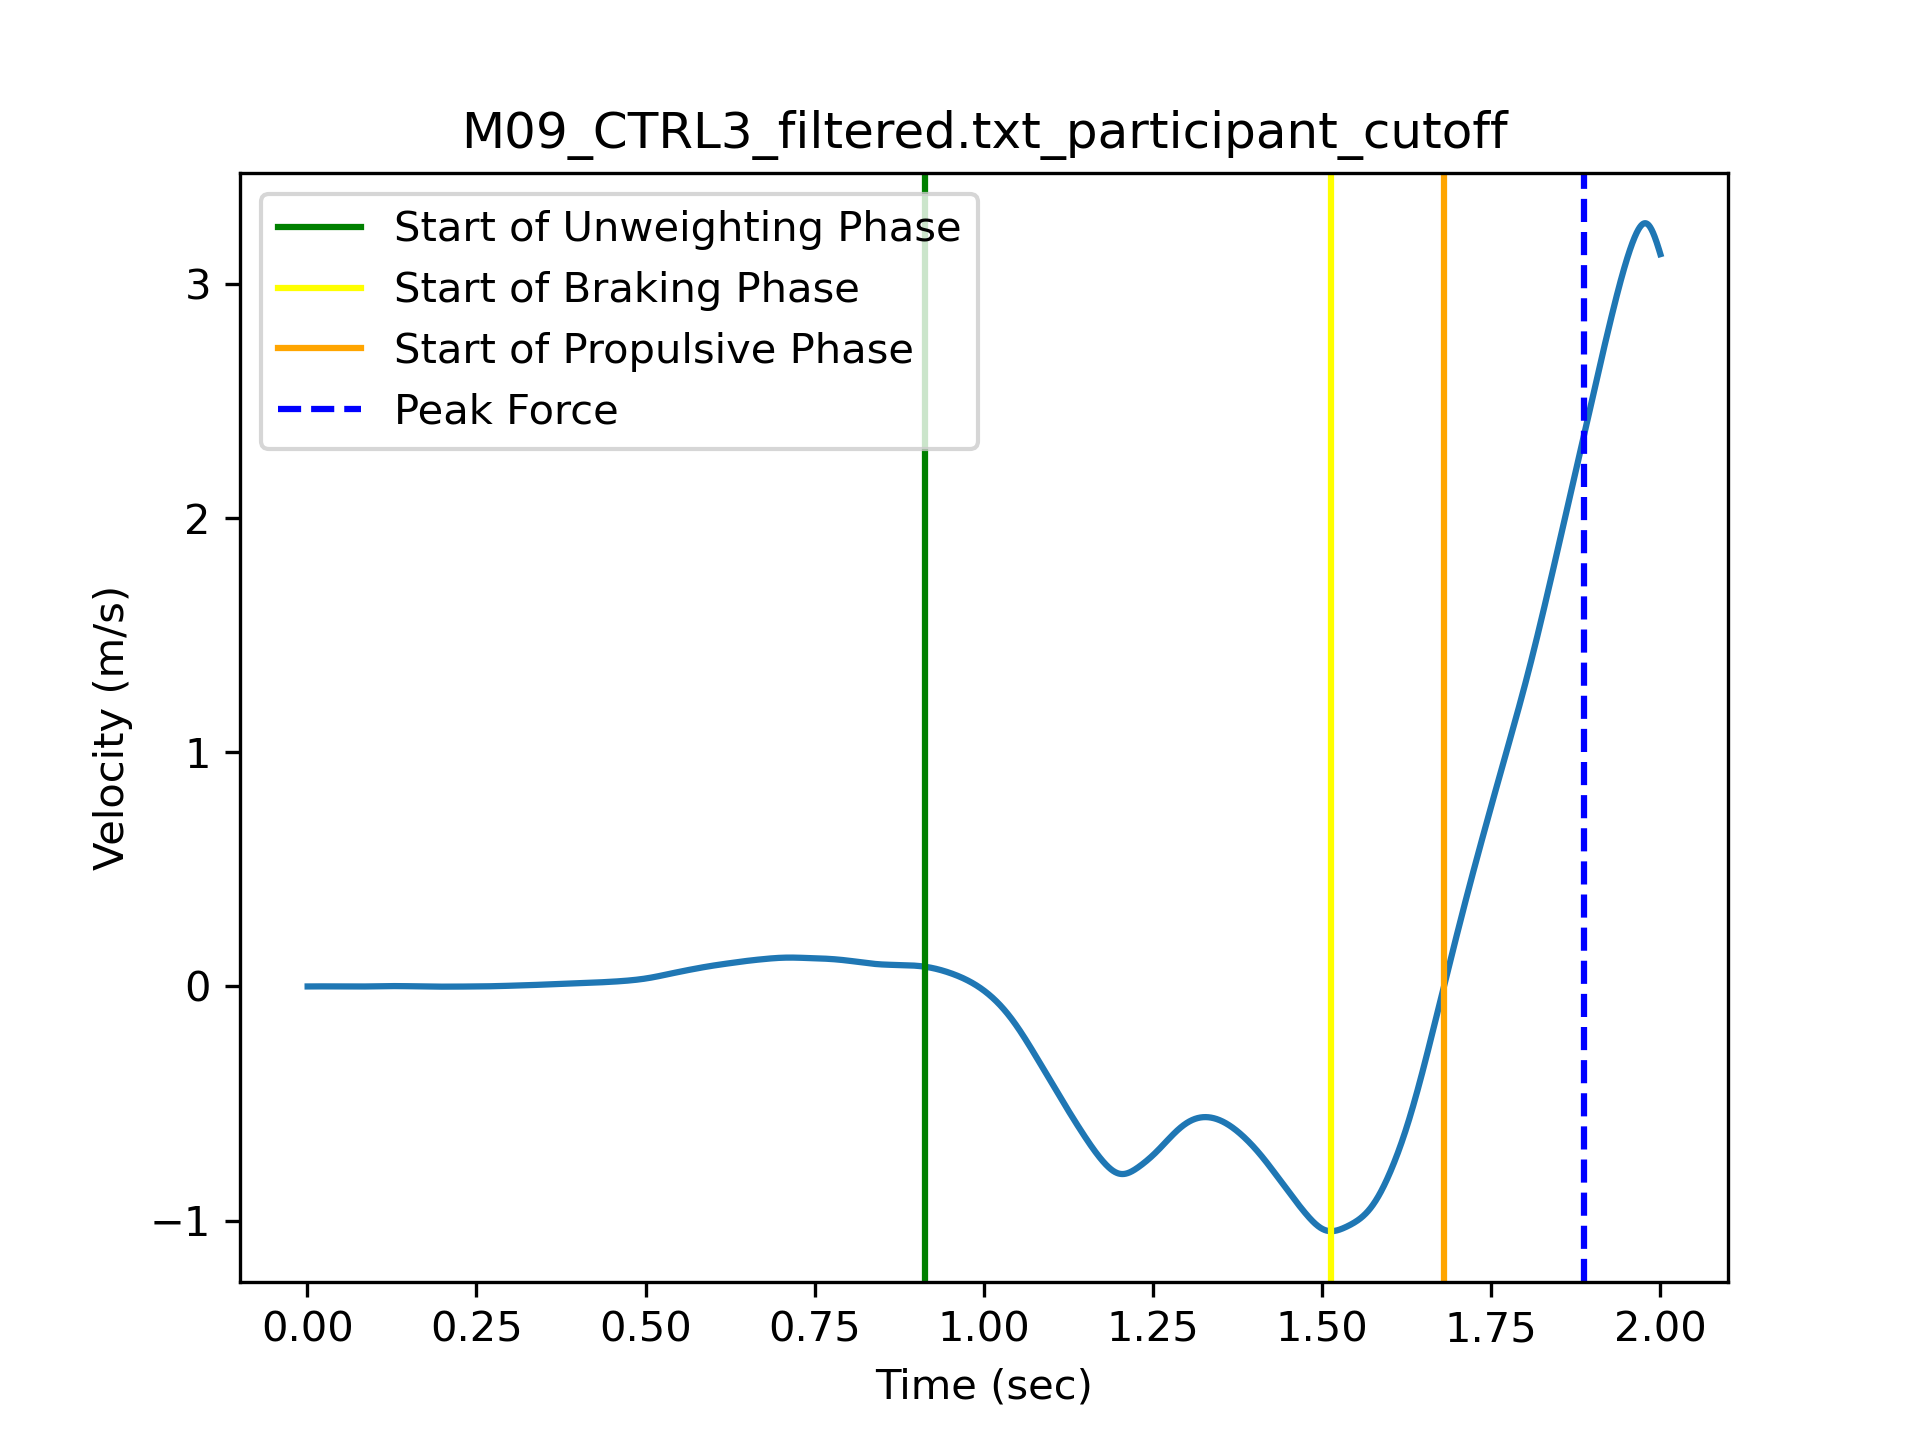 M09_CTRL3_filtered.txt_participant_cutoff
Start of Unweighting Phase
Start of Braking Phase
Start of Propulsive Phase
Peak Force
Velocity (m/s)
3
2
1
0
−1
0.00 0.25 0.50 0.75 1.00 1.25 1.50 1.75 2.00
Time (sec)